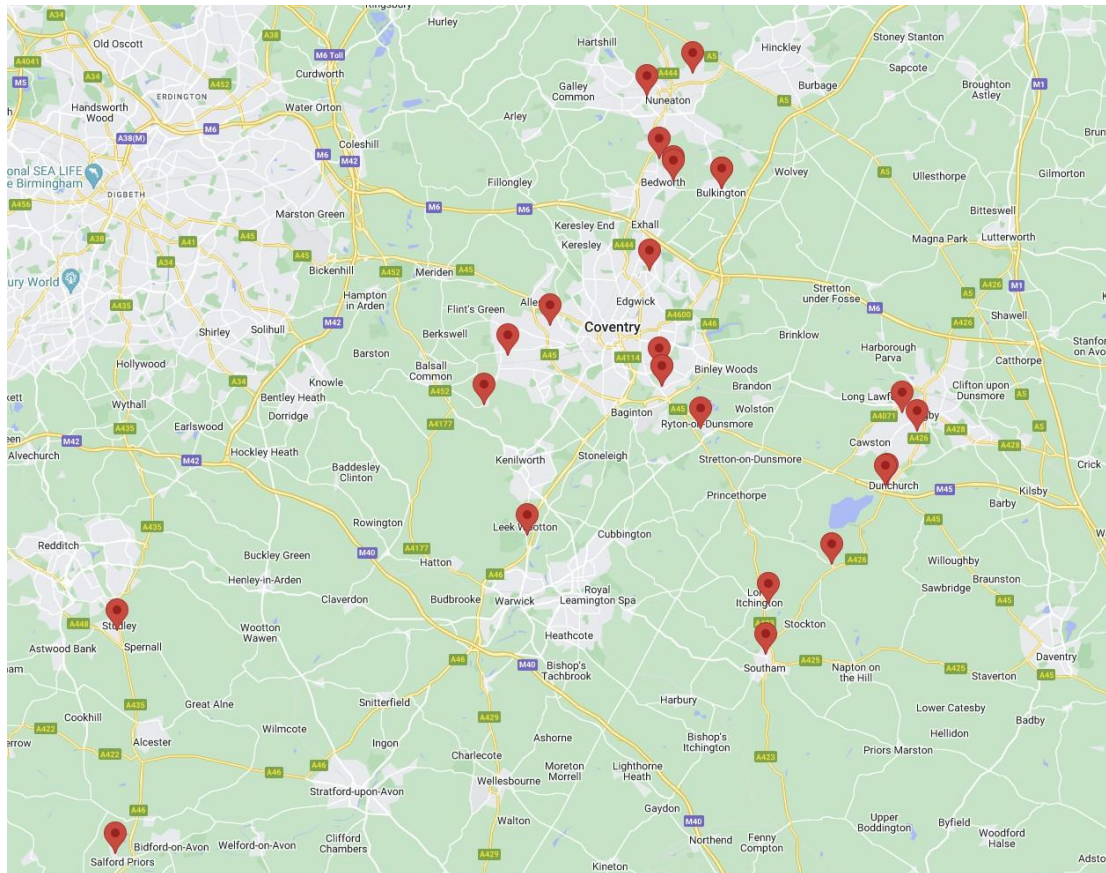 A34
A38
Kingsbury
Hurley
Hartshill
A444
A5
Hinckley
Stoney Stanton
Old Oscott
M6 Toll
A4041
A34
A452
Curdworth
Galley
Common
Sapcote
M5
ERDINGTON
A452
Nuneaton
Burbage
Broughton
Astley
M1
Handsworth
Wood
Water Orton
A5
A38(M)
M6
Arley
Coleshill
M6
M42
onal SEA LIFE
e Birmingham
DIGBETH
Fillongley
Bedworth
Bulkington
Wolvey
A5
Ullesthorpe
Gilmorton
A456
Marston Green
M6
M6
Bitteswell
A38
A41
A45
Keresley End
Exhall
A444
Magna Park
Lutterworth
Keresley
A34
A45
Bickenhill
A452
Meriden
A45
ury World
A435
Hampton
in Arden
Flint's Green
Edgwick
Stretton
under Fosse
A5
A426
M1
M6
Shirley
Solihull
M42
Berkswell
Coventry
A4600
A46
A426
Shawell
Barston
Balsall
Common
A45
A4114
Brinklow
Harborough
Parva
Catthorpe
Hollywood
Knowle
Binley Woods
Brandon
Clifton upon
Dunsmore
A34
A452
Bentley Heath
Baginton
A45
Wolston
Wythall
A435
Dorridge
A4177
Ryton-on-Dunsmore
A4071
A426
A428
A5
Earlswood
Cawston
A428
M42
M42
Alvechurch
Hockley Heath
Kenilworth
Stoneleigh
Stretton-on-Dunsmore
Crick
Baddesley
Clinton
Dunchurch
M45
Kilsby
Princethorpe
Barby
A435
Rowington
Leek Wootton
A45
Cubbington
Redditch
Buckley Green
M40
A4177
Hatton
A426
Willoughby
Henley-in-Arden
A46
Braunston
Claverdon
Budbrooke
Warwick
Royal
Leamington Spa
Long
Itchington
Sawbridge
A45
A448
Studley
Wootton
Wawen
Stockton
Astwood Bank
Spernall
Heathcote
Daventry
A46
M40
Bishop's
Tachbrook
Southam
A425
Napton on
the Hill
A425
Staverton
A45
A435
Great Alne
Snitterfield
Harbury
Lower Catesby
Cookhill
A429
Badby
A422
Wilmcote
Ingon
Ashorne
Bishop's
Itchington
Hellidon
Alcester
A422
Charlecote
A423
Priors Marston
A46
A46
Moreton
Morrell
Lighthorne
Heath
Wellesbourne
Stratford-upon-Avon
A46
Gaydon
Walton
M40
Upper
Boddington
Byfield
Woodford
Halse
Bidford-on-Avon
Welford-on-Avon
Clifford
Chambers
Northend
Fenny
Compton
Salford Priors
A429
Kineton